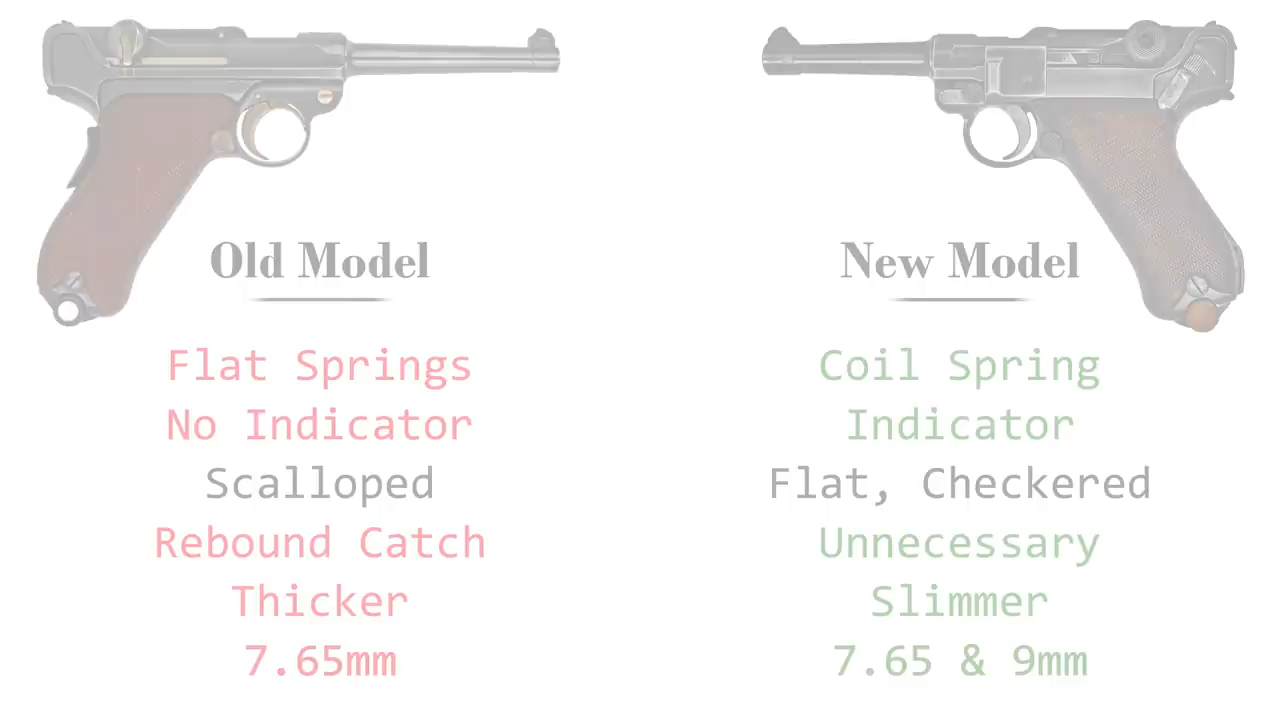 Old Model
Flat Springs
No Indicator
Scalloped
Rebound Catch
Thicker
7.65mm
New Model
Coil Spring
Indicator
Flat, Checkered
Unnecessary
Slimmer
7.65 & 9mm